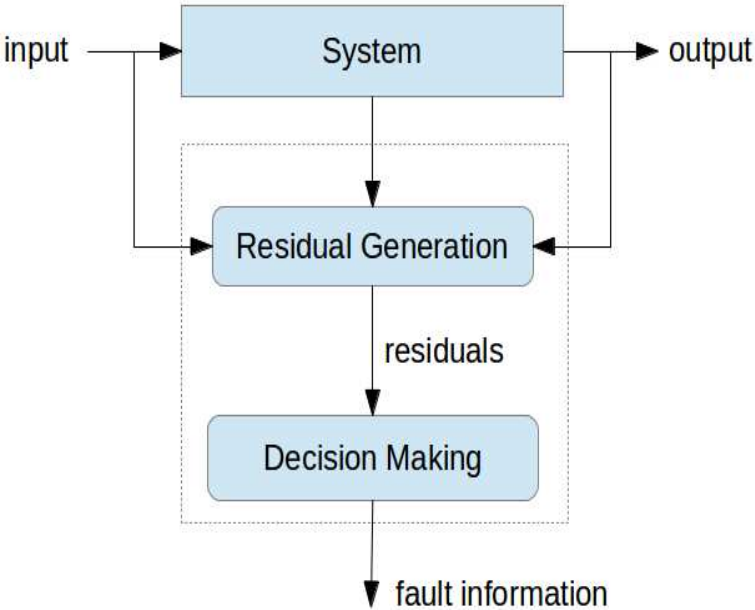 input
System
output
Residual Generation
residuals
Decision Making
fault information